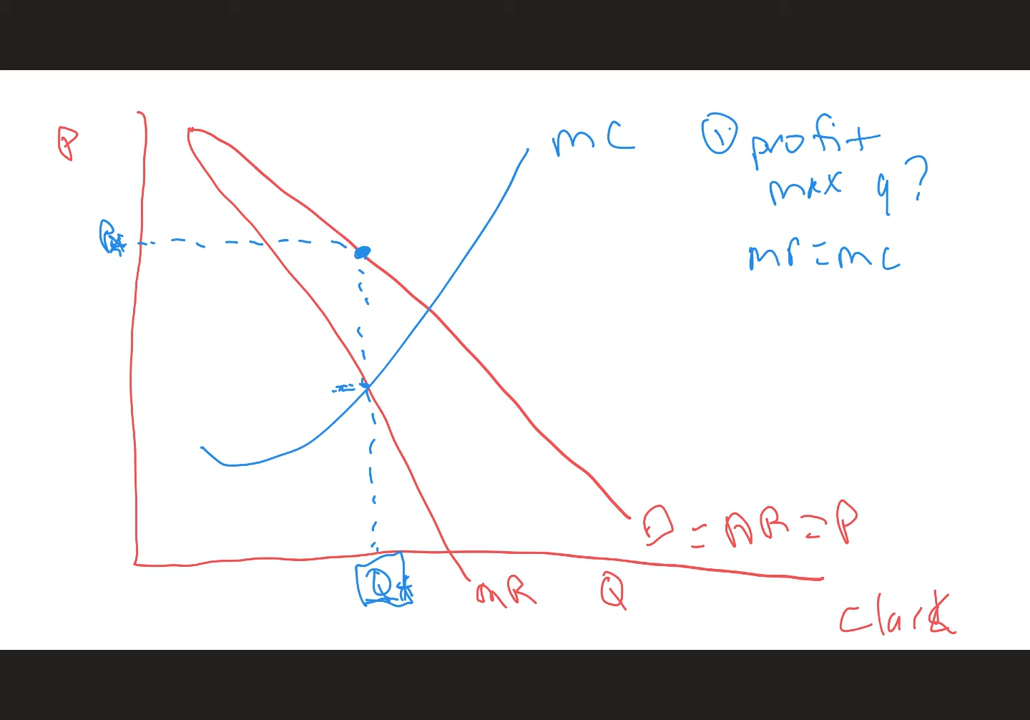 P
mC
① profit
max q?
mr = mc
P*
D = AR = P
Q*
mR
Q
Clark